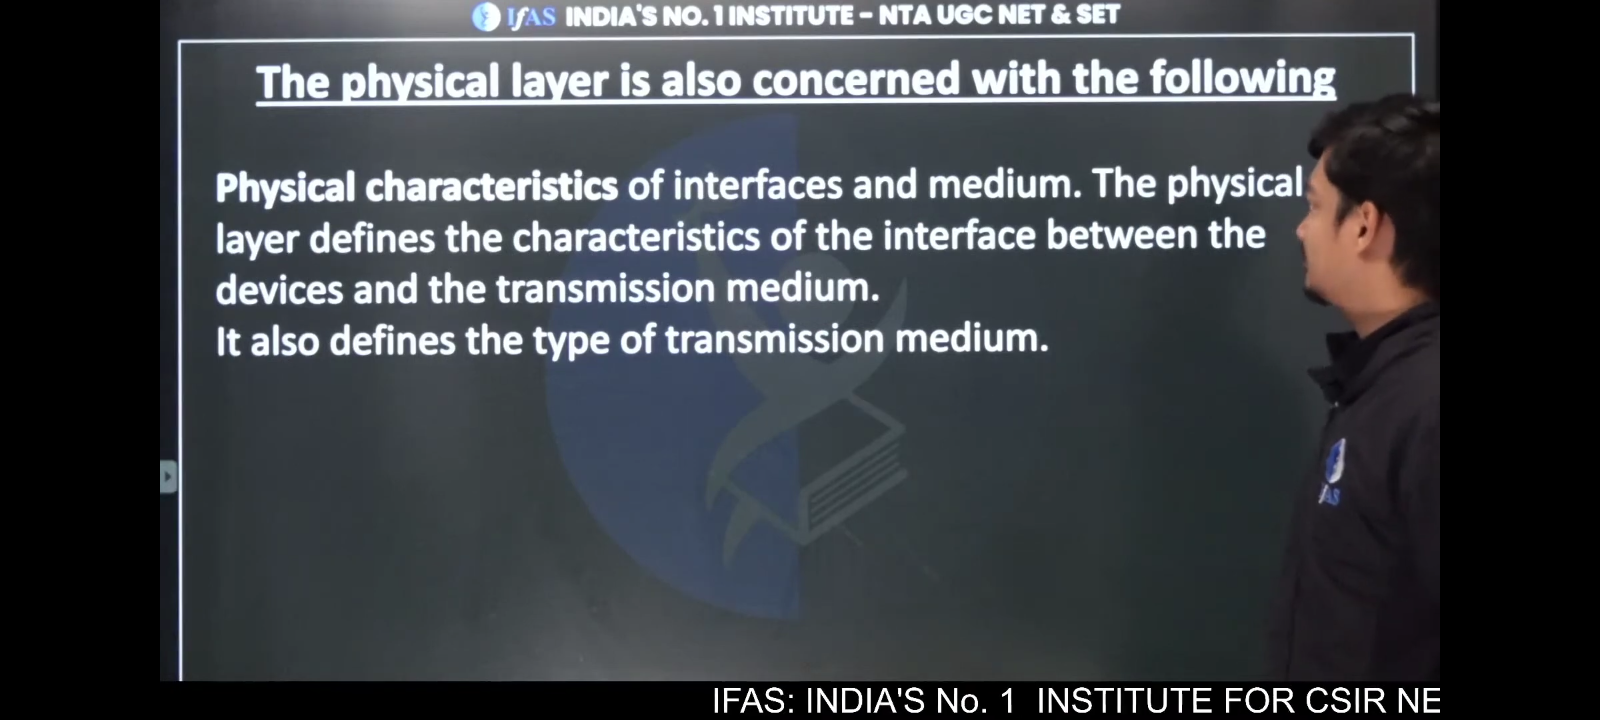 IfAS INDIA'S NO. 1 INSTITUTE – NTA UGC NET & SET
The physical layer is also concerned with the following
Physical characteristics of interfaces and medium. The physical
layer defines the characteristics of the interface between the
devices and the transmission medium.
It also defines the type of transmission medium.
IfAS
IFAS: INDIA'S No. 1 INSTITUTE FOR CSIR NE